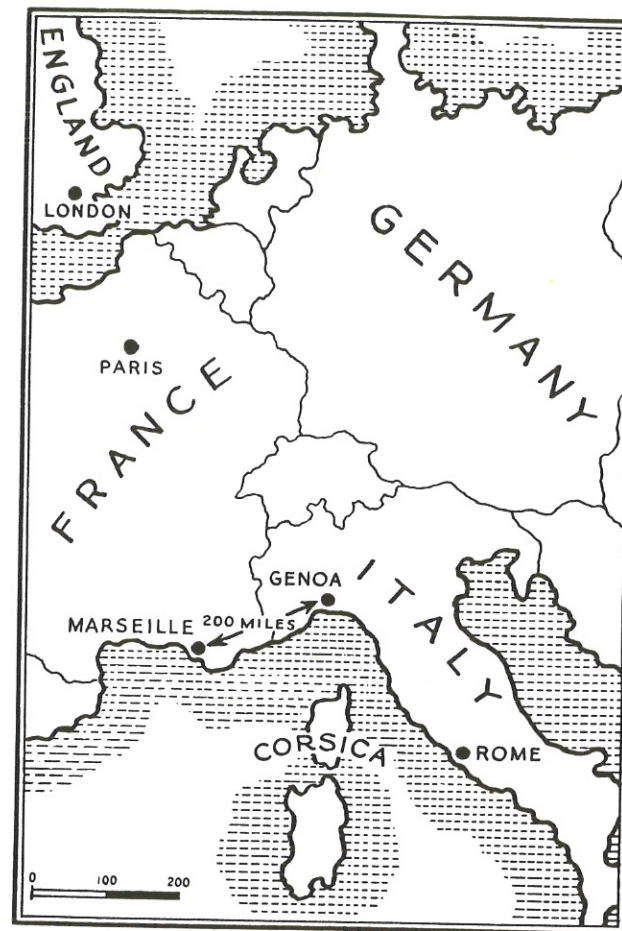 ENGLAND
LONDON
GERMANY
PARIS
FRANCE
GENOA
ITALY
MARSEILLE
200 MILES
CORSICA
ROME
0 100 200